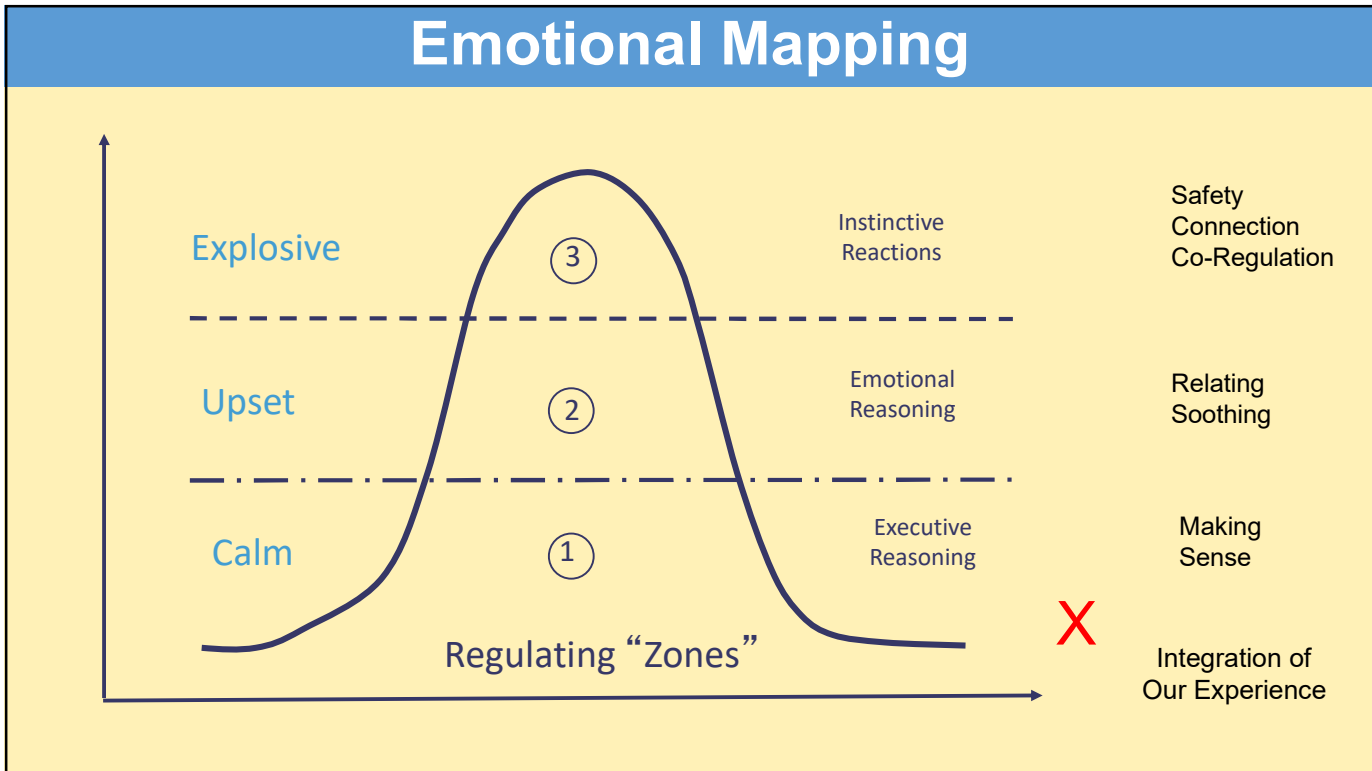 Emotional Mapping
Explosive
3
Instinctive
Reactions
Safety
Connection
Co-Regulation
Upset
2
Emotional
Reasoning
Relating
Soothing
Calm
1
Executive
Reasoning
Making
Sense
X
Regulating “Zones”
Integration of
Our Experience